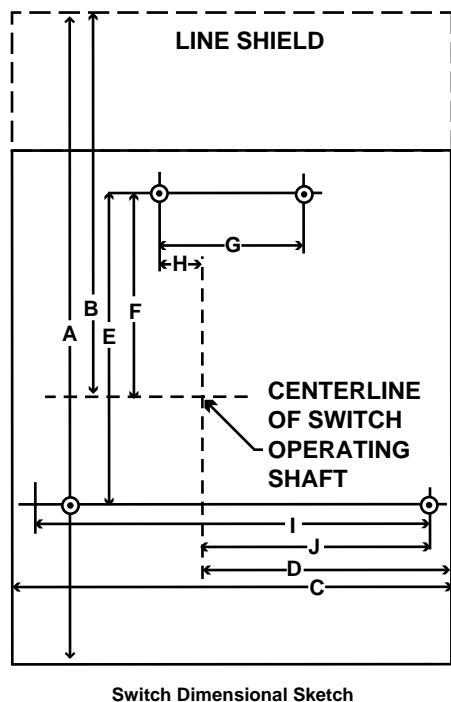 LINE SHIELD
G
H
B
F
A
E
CENTERLINE
OF SWITCH
OPERATING
SHAFT
I
J
D
C
Switch Dimensional Sketch